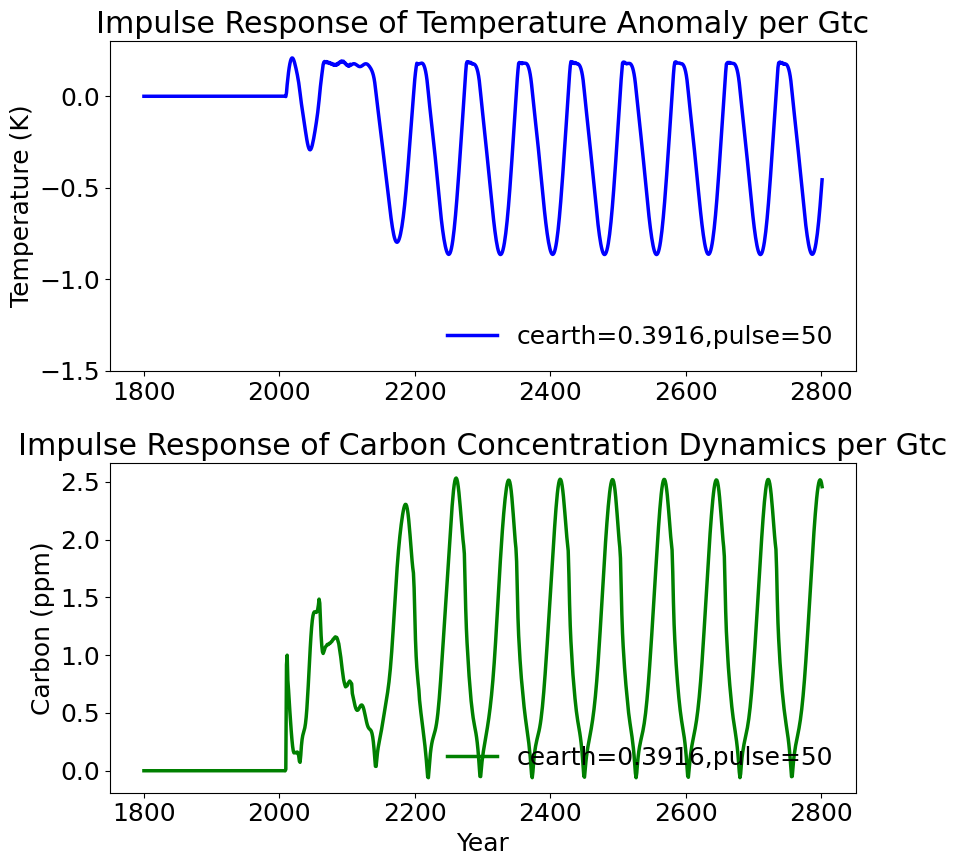 Impulse Response of Temperature Anomaly per Gtc
Temperature (K)
0.0
−0.5
−1.0
−1.5
cearth=0.3916,pulse=50
1800 2000 2200 2400 2600 2800
Impulse Response of Carbon Concentration Dynamics per Gtc
Carbon (ppm)
2.5
2.0
1.5
1.0
0.5
0.0
cearth=0.3916,pulse=50
1800 2000 2200 2400 2600 2800
Year